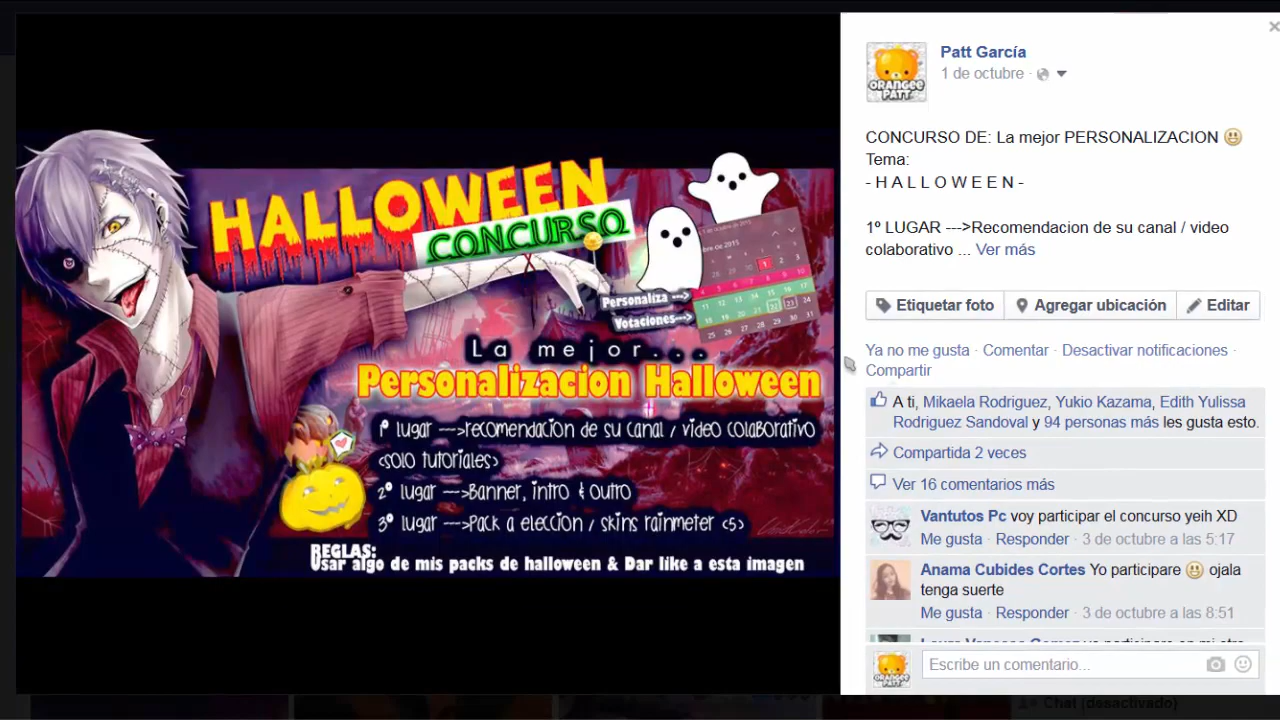 HALLOWEEN
CONCURSO
Personaliza --->
Votaciones--->
La mejor...
Personalizacion Halloween
1º lugar --->recomendacion de su canal / video colaborativo
<solo tutoriales>
2º lugar --->Banner, intro & outro
3º lugar --->Pack a eleccion / skins rainmeter <5>
REGLAS:
Usar algo de mis packs de halloween & Dar like a esta imagen
ORANGEE
PATT
Patt García
1 de octubre ·
CONCURSO DE: La mejor PERSONALIZACION 😃
Tema:
- H A L L O W E E N -
1º LUGAR --->Recomendacion de su canal / video
colaborativo ... Ver más
Etiquetar foto
Agregar ubicación
Editar
Ya no me gusta · Comentar · Desactivar notificaciones ·
Compartir
A ti, Mikaela Rodriguez, Yukio Kazama, Edith Yulissa
Rodriguez Sandoval y 94 personas más les gusta esto.
Compartida 2 veces
Ver 16 comentarios más
Vantutos Pc voy participar el concurso yeih XD
Me gusta · Responder · 3 de octubre a las 5:17
Anama Cubides Cortes Yo participare 😃 ojala
tenga suerte
Me gusta · Responder · 3 de octubre a las 8:51
ORANGEE
PATT
Escribe un comentario...
Chat (desactivado)